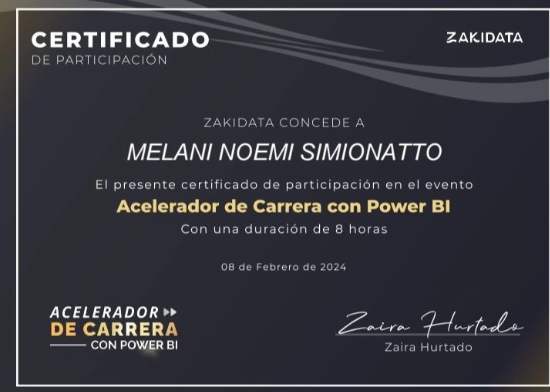 CERTIFICADO
DE PARTICIPACIÓN
ZAKIDATA
ZAKIDATA CONCEDE A
MELANI NOEMI SIMIONATTO
El presente certificado de participación en el evento
Acelerador de Carrera con Power BI
Con una duración de 8 horas
08 de Febrero de 2024
ACELERADOR
DE CARRERA
CON POWER BI
Zaira Hurtado
Zaira Hurtado